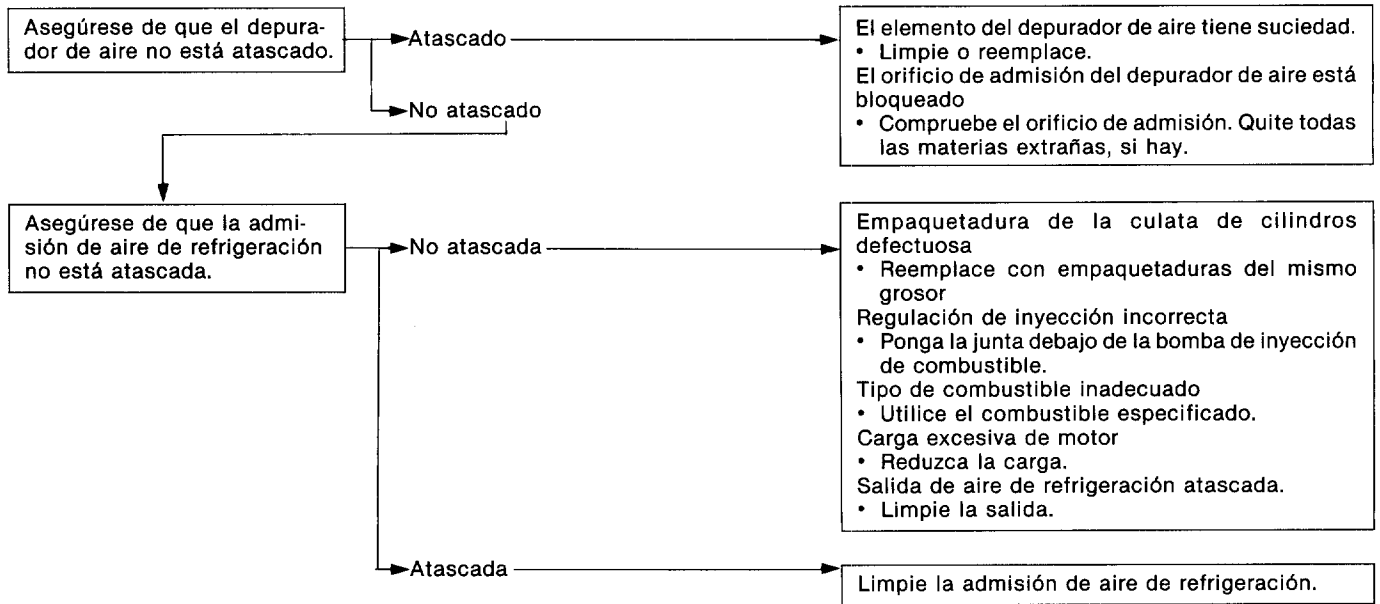 Asegúrese de que el depura-
dor de aire no está atascado.
Atascado
No atascado
El elemento del depurador de aire tiene suciedad.
• Limpie o reemplace.
El orificio de admisión del depurador de aire está
bloqueado
• Compruebe el orificio de admisión. Quite todas
las materias extrañas, si hay.
Asegúrese de que la admi-
sión de aire de refrigeración
no está atascada.
No atascada
Empaquetadura de la culata de cilindros
defectuosa
• Reemplace con empaquetaduras del mismo
grosor
Regulación de inyección incorrecta
• Ponga la junta debajo de la bomba de inyección
de combustible.
Tipo de combustible inadecuado
• Utilice el combustible especificado.
Carga excesiva de motor
• Reduzca la carga.
Salida de aire de refrigeración atascada.
• Limpie la salida.
Atascada
Limpie la admisión de aire de refrigeración.